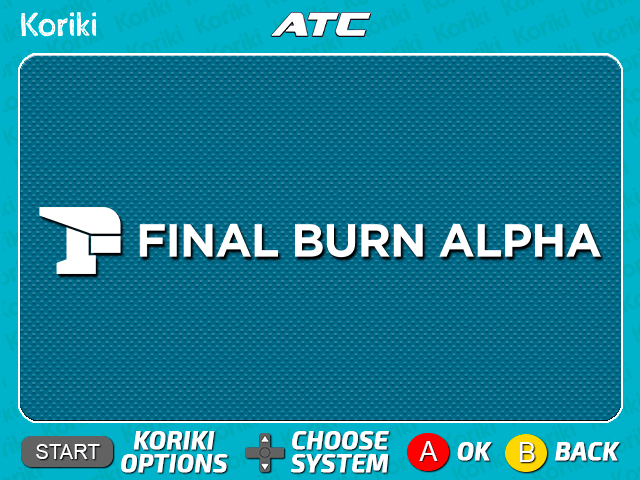 Koriki
ATC
FINAL BURN ALPHA
START
KORIKI
OPTIONS
CHOOSE
SYSTEM
A
OK
B
BACK